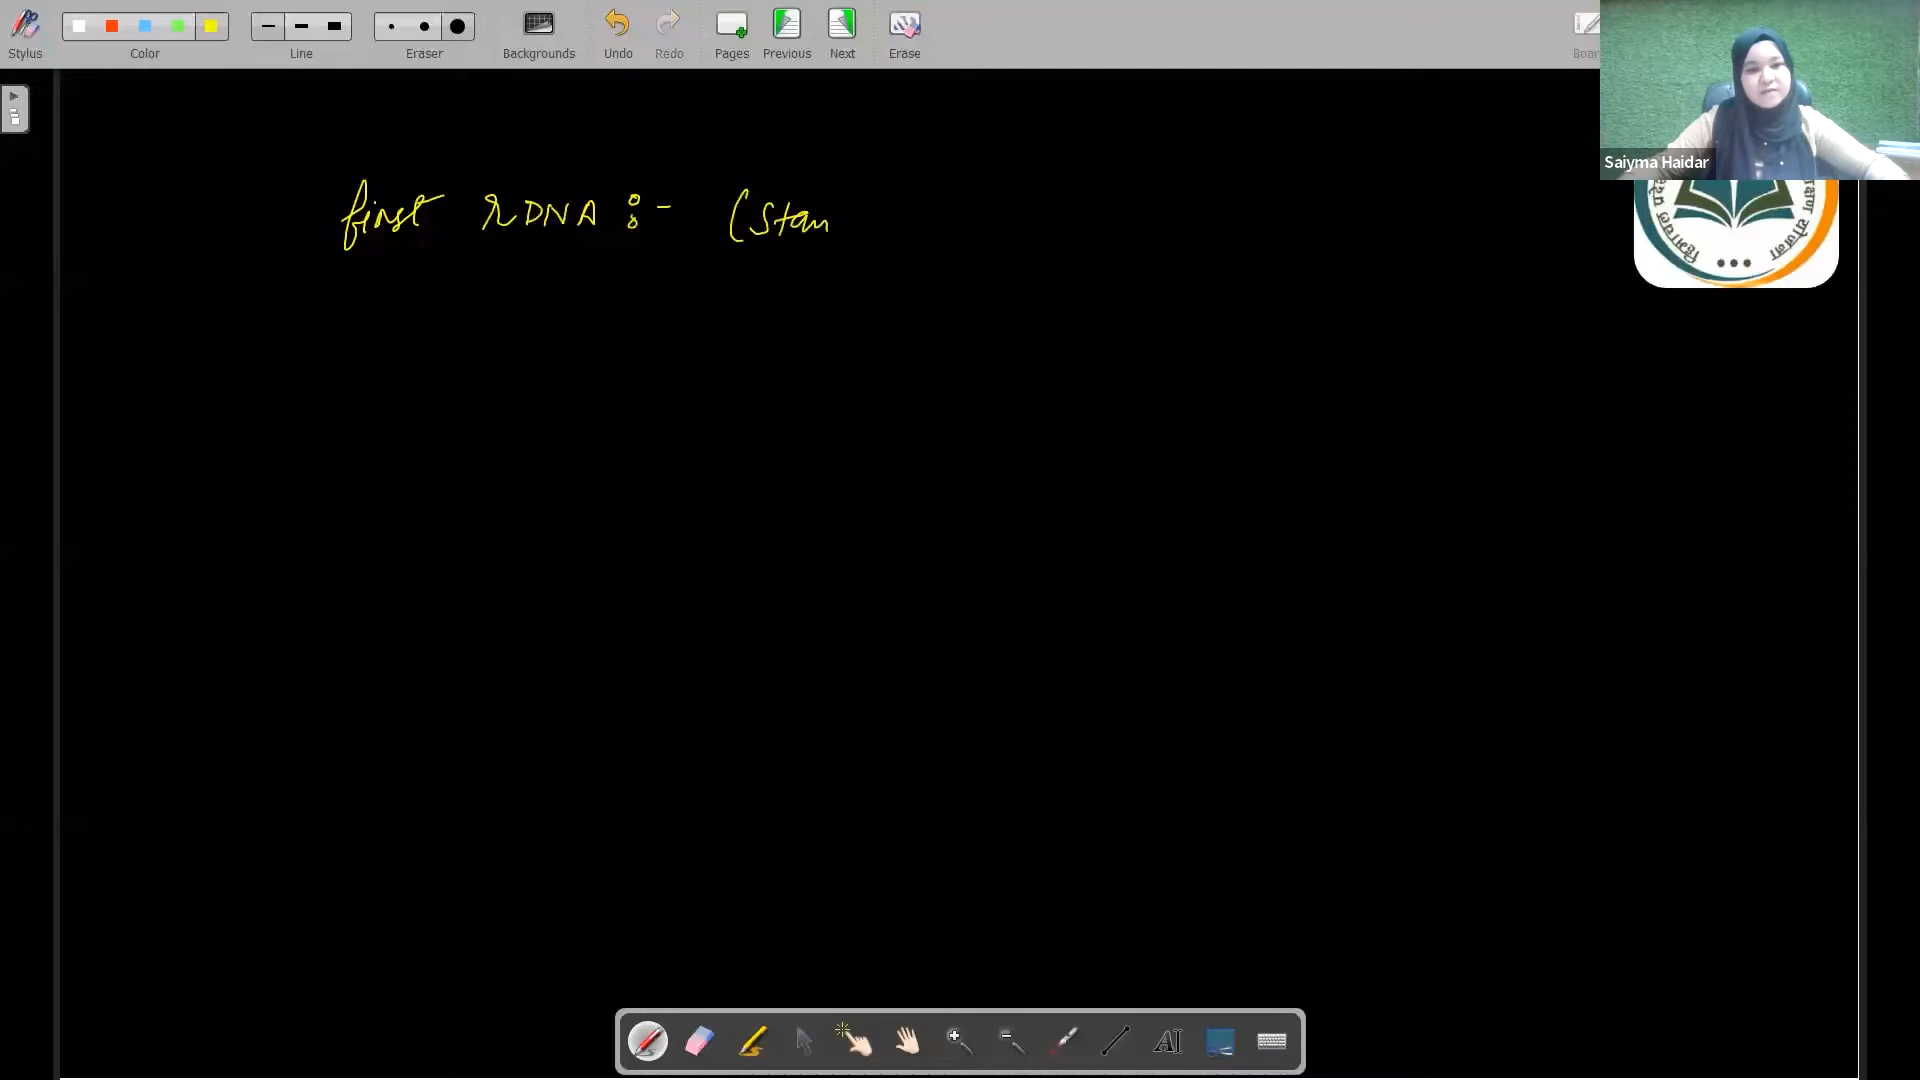 Stylus Color Line Eraser Backgrounds Undo Redo Pages Previous Next Erase
Saiyma Haidar
first rDNA :- (Stan